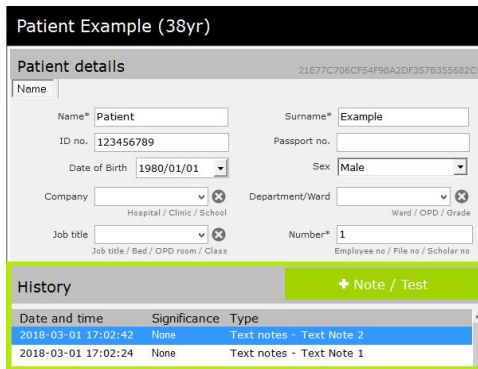 Patient Example (38yr)
Patient details 21E77C706CF54F98A2DF357B355682C
Name
Name* Patient Surname* Example
ID no. 123456789 Passport no.
Date of Birth 1980/01/01 Sex Male
Company Department/Ward
Hospital / Clinic / School Ward / OPD / Grade
Job title Number* 1
Job title / Bed / OPD room / Class Employee no / File no / Scholar no
History + Note / Test
Date and time Significance Type
2018-03-01 17:02:42 None Text notes - Text Note 2
2018-03-01 17:02:24 None Text notes - Text Note 1